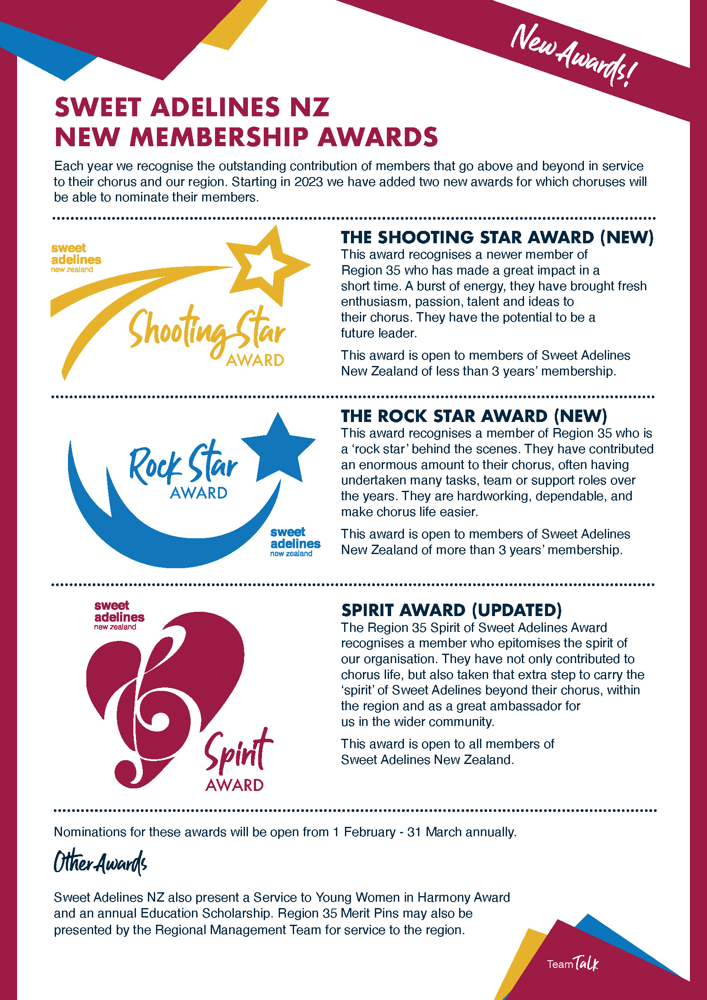 New Awards!
SWEET ADELINES NZ
NEW MEMBERSHIP AWARDS
Each year we recognise the outstanding contribution of members that go above and beyond in service
to their chorus and our region. Starting in 2023 we have added two new awards for which choruses will
be able to nominate their members.
sweet
adelines
new zealand
Shooting Star
AWARD
THE SHOOTING STAR AWARD (NEW)
This award recognises a newer member of
Region 35 who has made a great impact in a
short time. A burst of energy, they have brought fresh
enthusiasm, passion, talent and ideas to
their chorus. They have the potential to be a
future leader.
This award is open to members of Sweet Adelines
New Zealand of less than 3 years’ membership.
Rock Star
AWARD
sweet
adelines
new zealand
THE ROCK STAR AWARD (NEW)
This award recognises a member of Region 35 who is
a ‘rock star’ behind the scenes. They have contributed
an enormous amount to their chorus, often having
undertaken many tasks, team or support roles over
the years. They are hardworking, dependable, and
make chorus life easier.
This award is open to members of Sweet Adelines
New Zealand of more than 3 years’ membership.
sweet
adelines
new zealand
Spirit
AWARD
SPIRIT AWARD (UPDATED)
The Region 35 Spirit of Sweet Adelines Award
recognises a member who epitomises the spirit of
our organisation. They have not only contributed to
chorus life, but also taken that extra step to carry the
‘spirit’ of Sweet Adelines beyond their chorus, within
the region and as a great ambassador for
us in the wider community.
This award is open to all members of
Sweet Adelines New Zealand.
Nominations for these awards will be open from 1 February - 31 March annually.
Other Awards
Sweet Adelines NZ also present a Service to Young Women in Harmony Award
and an annual Education Scholarship. Region 35 Merit Pins may also be
presented by the Regional Management Team for service to the region.
TeamTalk